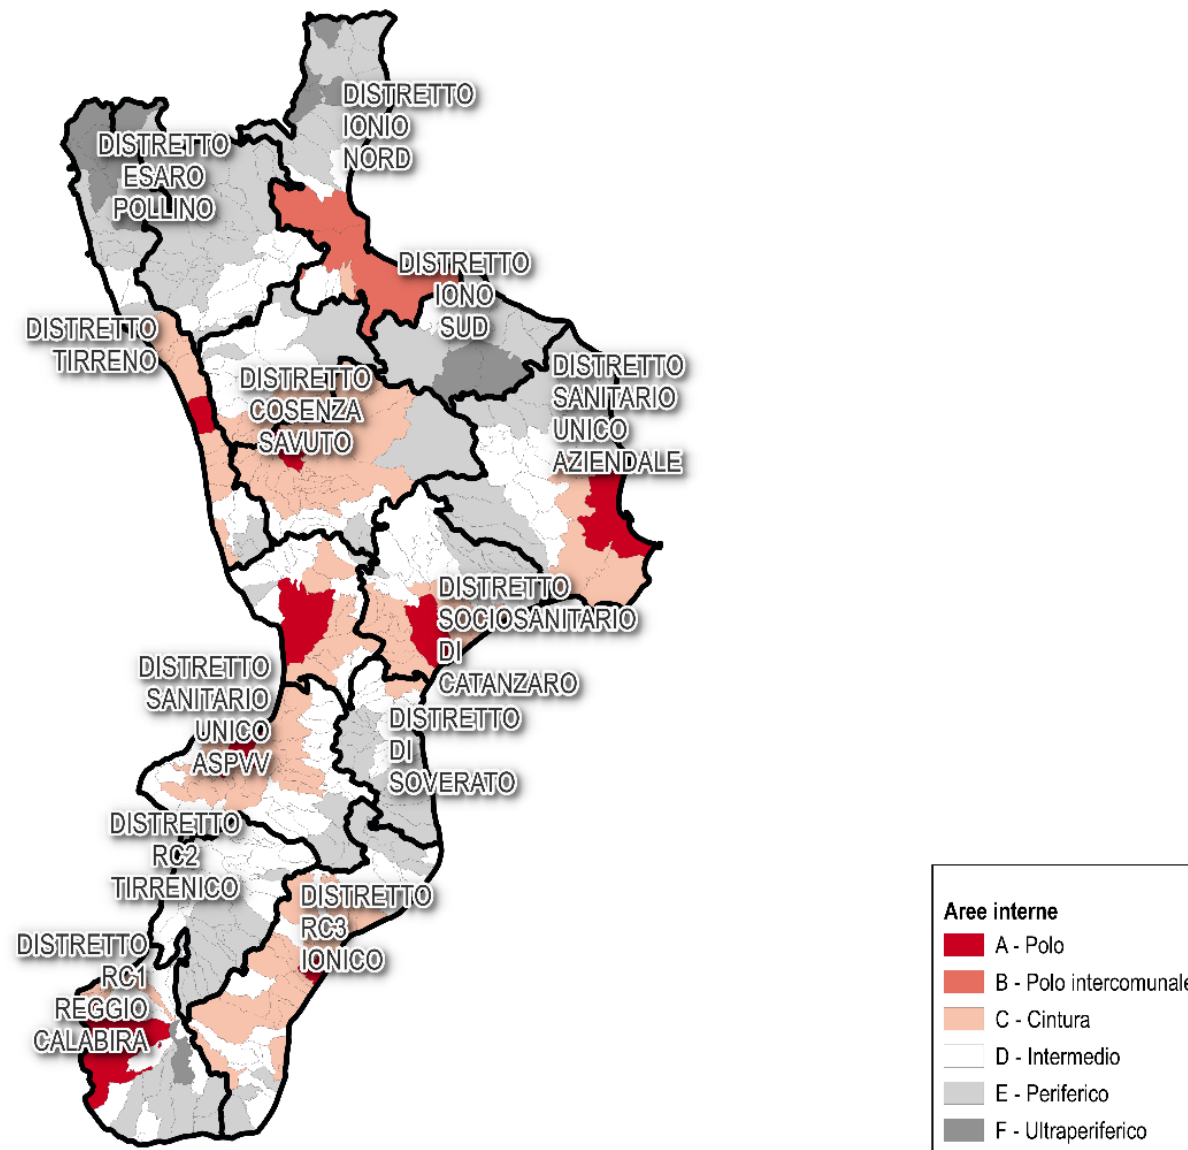 DISTRETTO
IONIO
NORD
DISTRETTO
ESARO
POLLINO
DISTRETTO
IONO
SUD
DISTRETTO
TIRRENO
DISTRETTO
COSENZA
SAVUTO
DISTRETTO
SANITARIO
UNICO
AZIENDALE
DISTRETTO
SOCIOSANITARIO
DI
CATANZARO
DISTRETTO
SANITARIO
UNICO
ASPVV
DISTRETTO
DI
SOVERATO
DISTRETTO
RC2
TIRRENICO
DISTRETTO
RC3
IONICO
DISTRETTO
RC1
REGGIO
CALABIRA
Aree interne
A - Polo
B - Polo intercomunale
C - Cintura
D - Intermedio
E - Periferico
F - Ultraperiferico